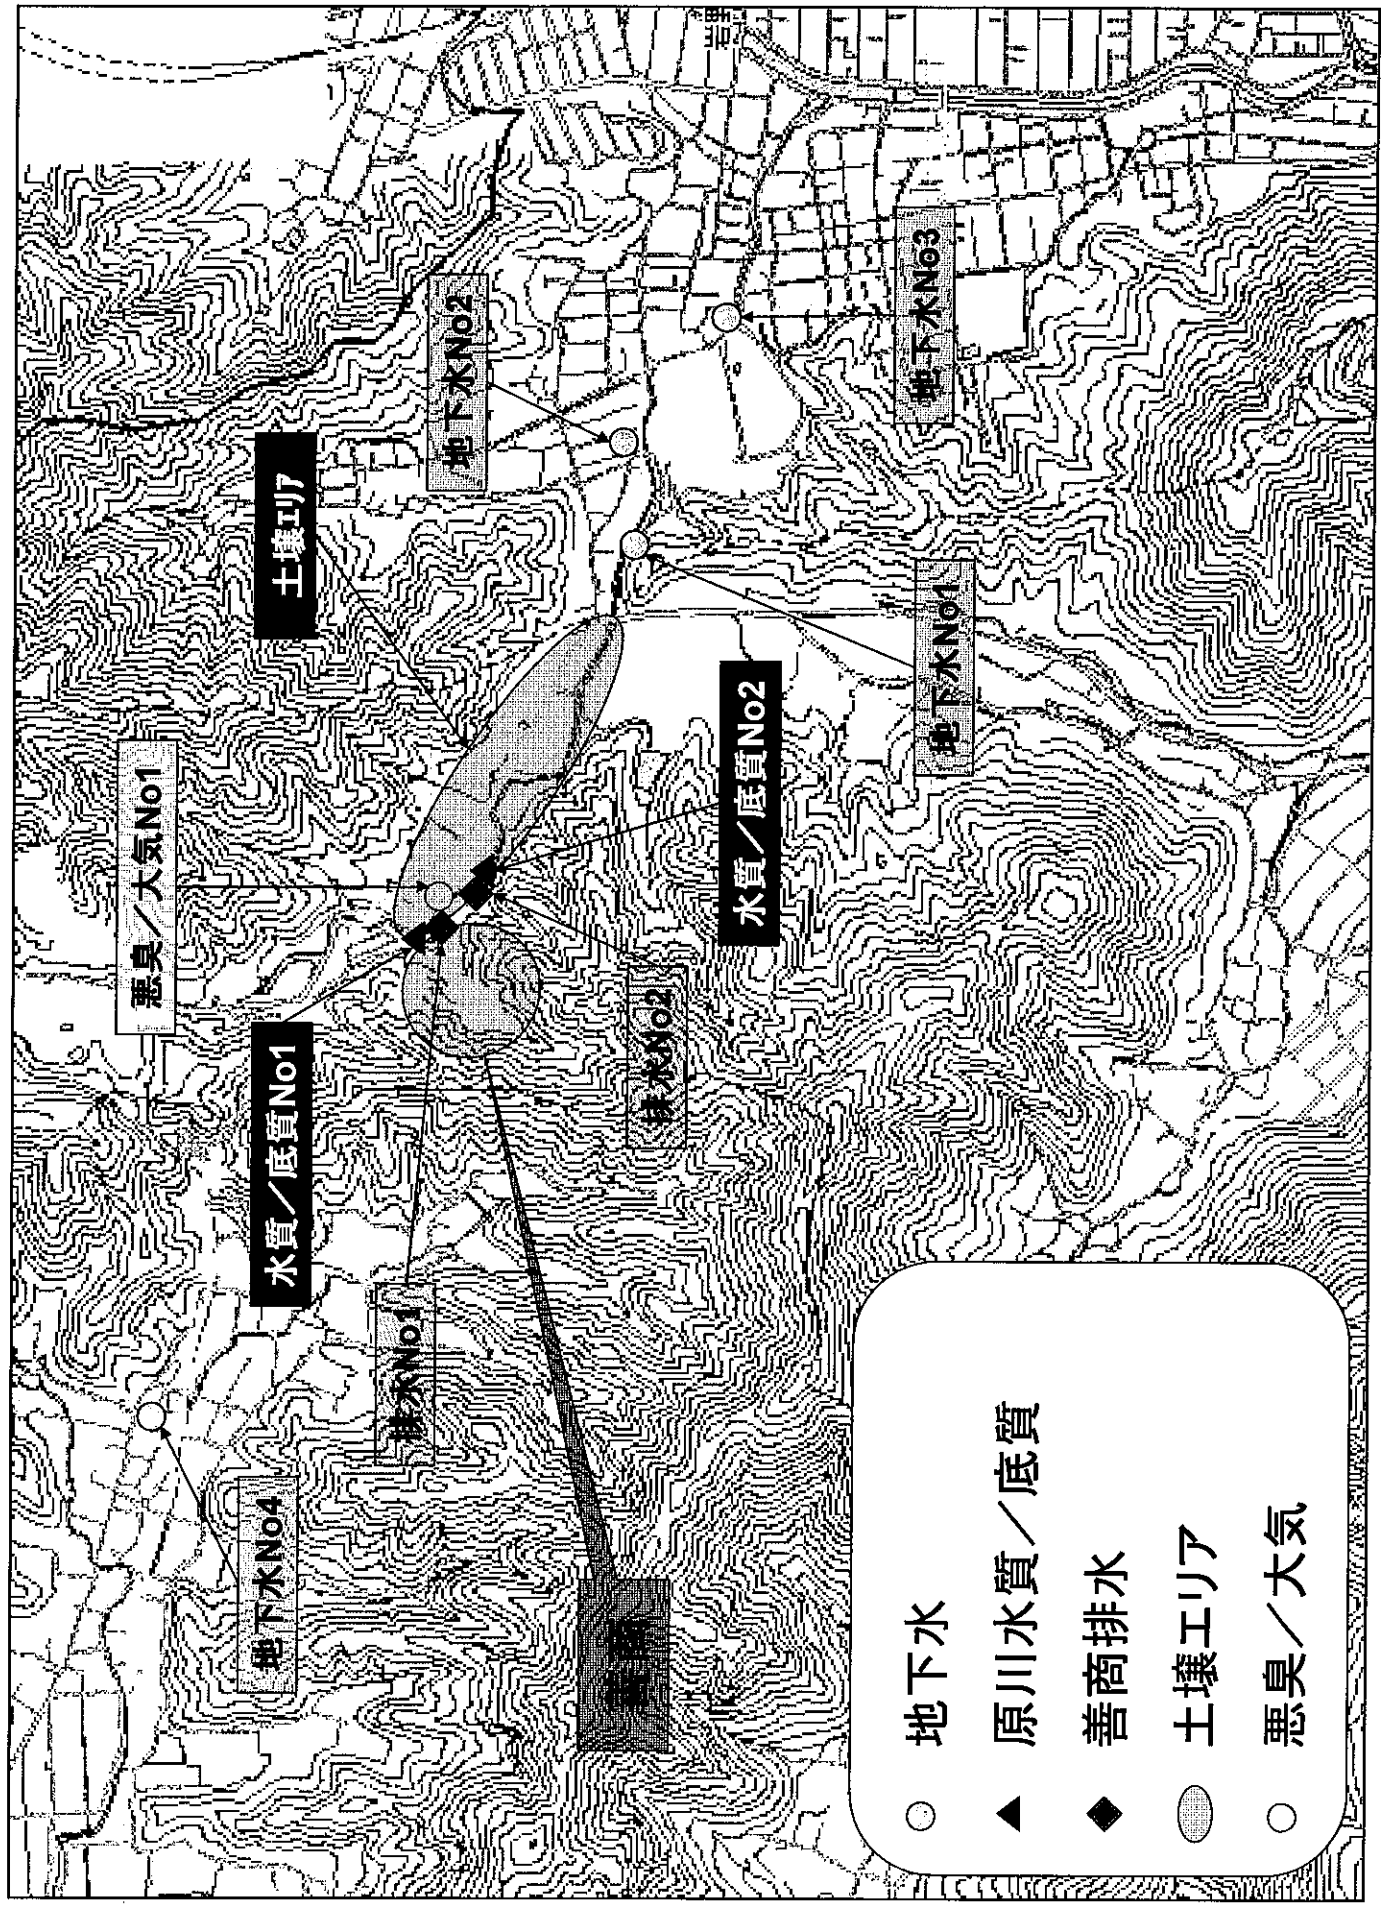 地下水No4
水質／底質No1
悪臭／大気No1
土壌エリア
地下水No2
排水No1
排水No2
水質／底質No2
地下水No1
地下水No3
善商
地下水
原川水質／底質
善商排水
土壌エリア
悪臭／大気